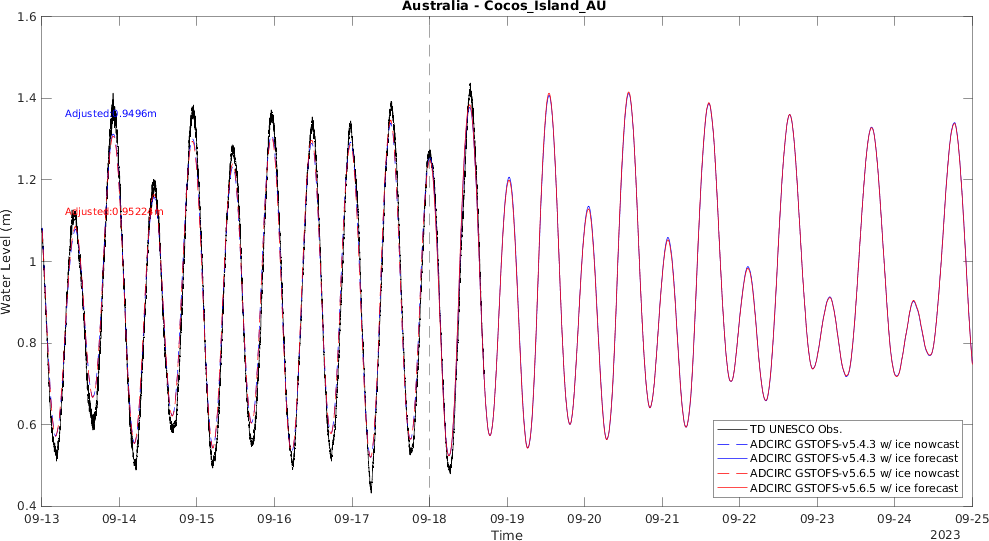 Australia - Cocos_Island_AU
1.6
1.4
1.2
1
0.8
0.6
0.4
Water Level (m)
Adjusted:0.9496m
Adjusted:0.95224m
TD UNESCO Obs.
ADCIRC GSTOFS-v5.4.3 w/ ice nowcast
ADCIRC GSTOFS-v5.4.3 w/ ice forecast
ADCIRC GSTOFS-v5.6.5 w/ ice nowcast
ADCIRC GSTOFS-v5.6.5 w/ ice forecast
09-13 09-14 09-15 09-16 09-17 09-18 09-19 09-20 09-21 09-22 09-23 09-24 09-25
Time
2023